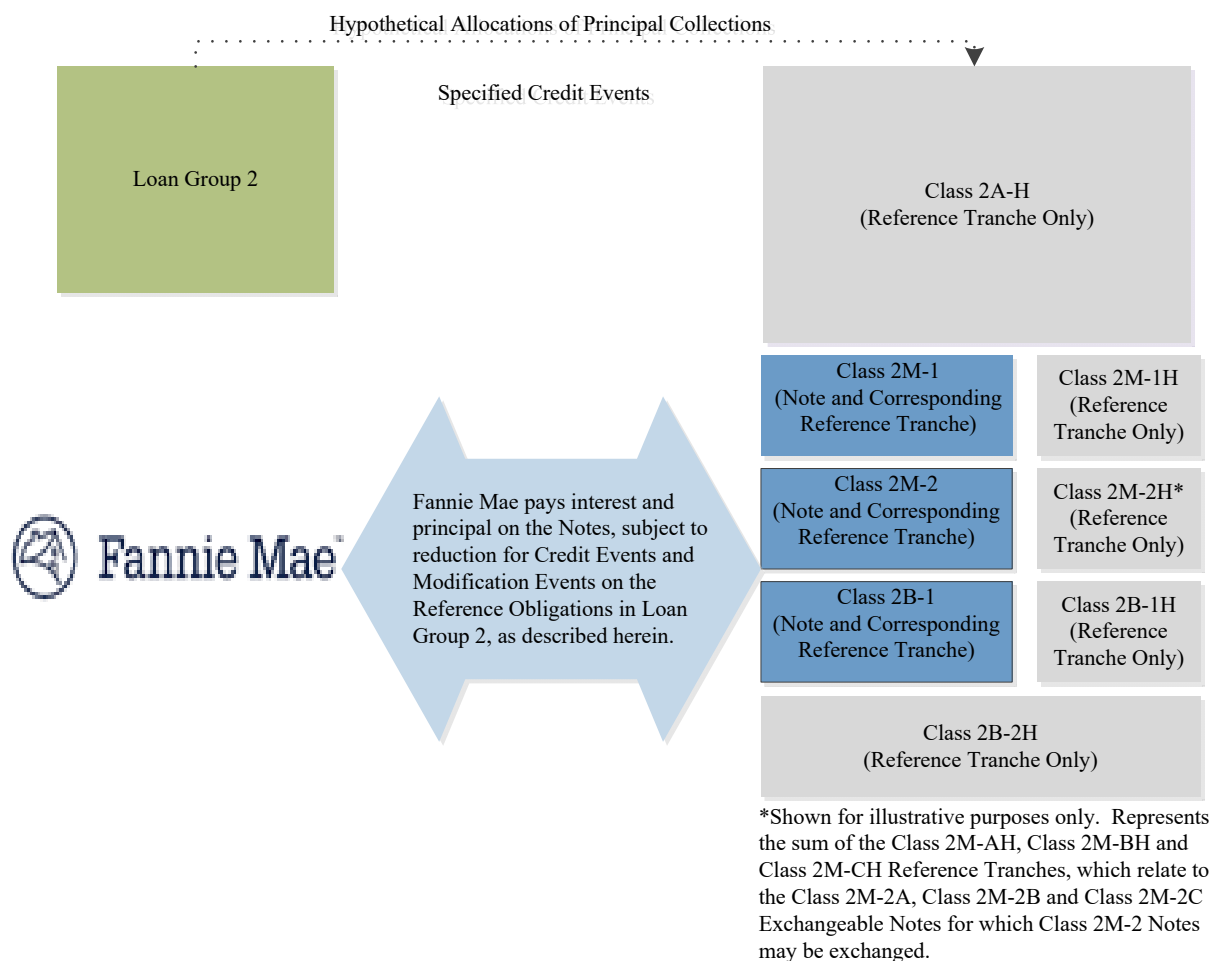 Hypothetical Allocations of Principal Collections
Specified Credit Events
Loan Group 2
Class 2A-H
(Reference Tranche Only)
Class 2M-1
(Note and Corresponding
Reference Tranche)
Class 2M-1H
(Reference
Tranche Only)
Class 2M-2
(Note and Corresponding
Reference Tranche)
Class 2M-2H*
(Reference
Tranche Only)
Fannie Mae pays interest and
principal on the Notes, subject to
reduction for Credit Events and
Modification Events on the
Reference Obligations in Loan
Group 2, as described herein.
Fannie Mae™
Class 2B-1
(Note and Corresponding
Reference Tranche)
Class 2B-1H
(Reference
Tranche Only)
Class 2B-2H
(Reference Tranche Only)
*Shown for illustrative purposes only. Represents
the sum of the Class 2M-AH, Class 2M-BH and
Class 2M-CH Reference Tranches, which relate to
the Class 2M-2A, Class 2M-2B and Class 2M-2C
Exchangeable Notes for which Class 2M-2 Notes
may be exchanged.